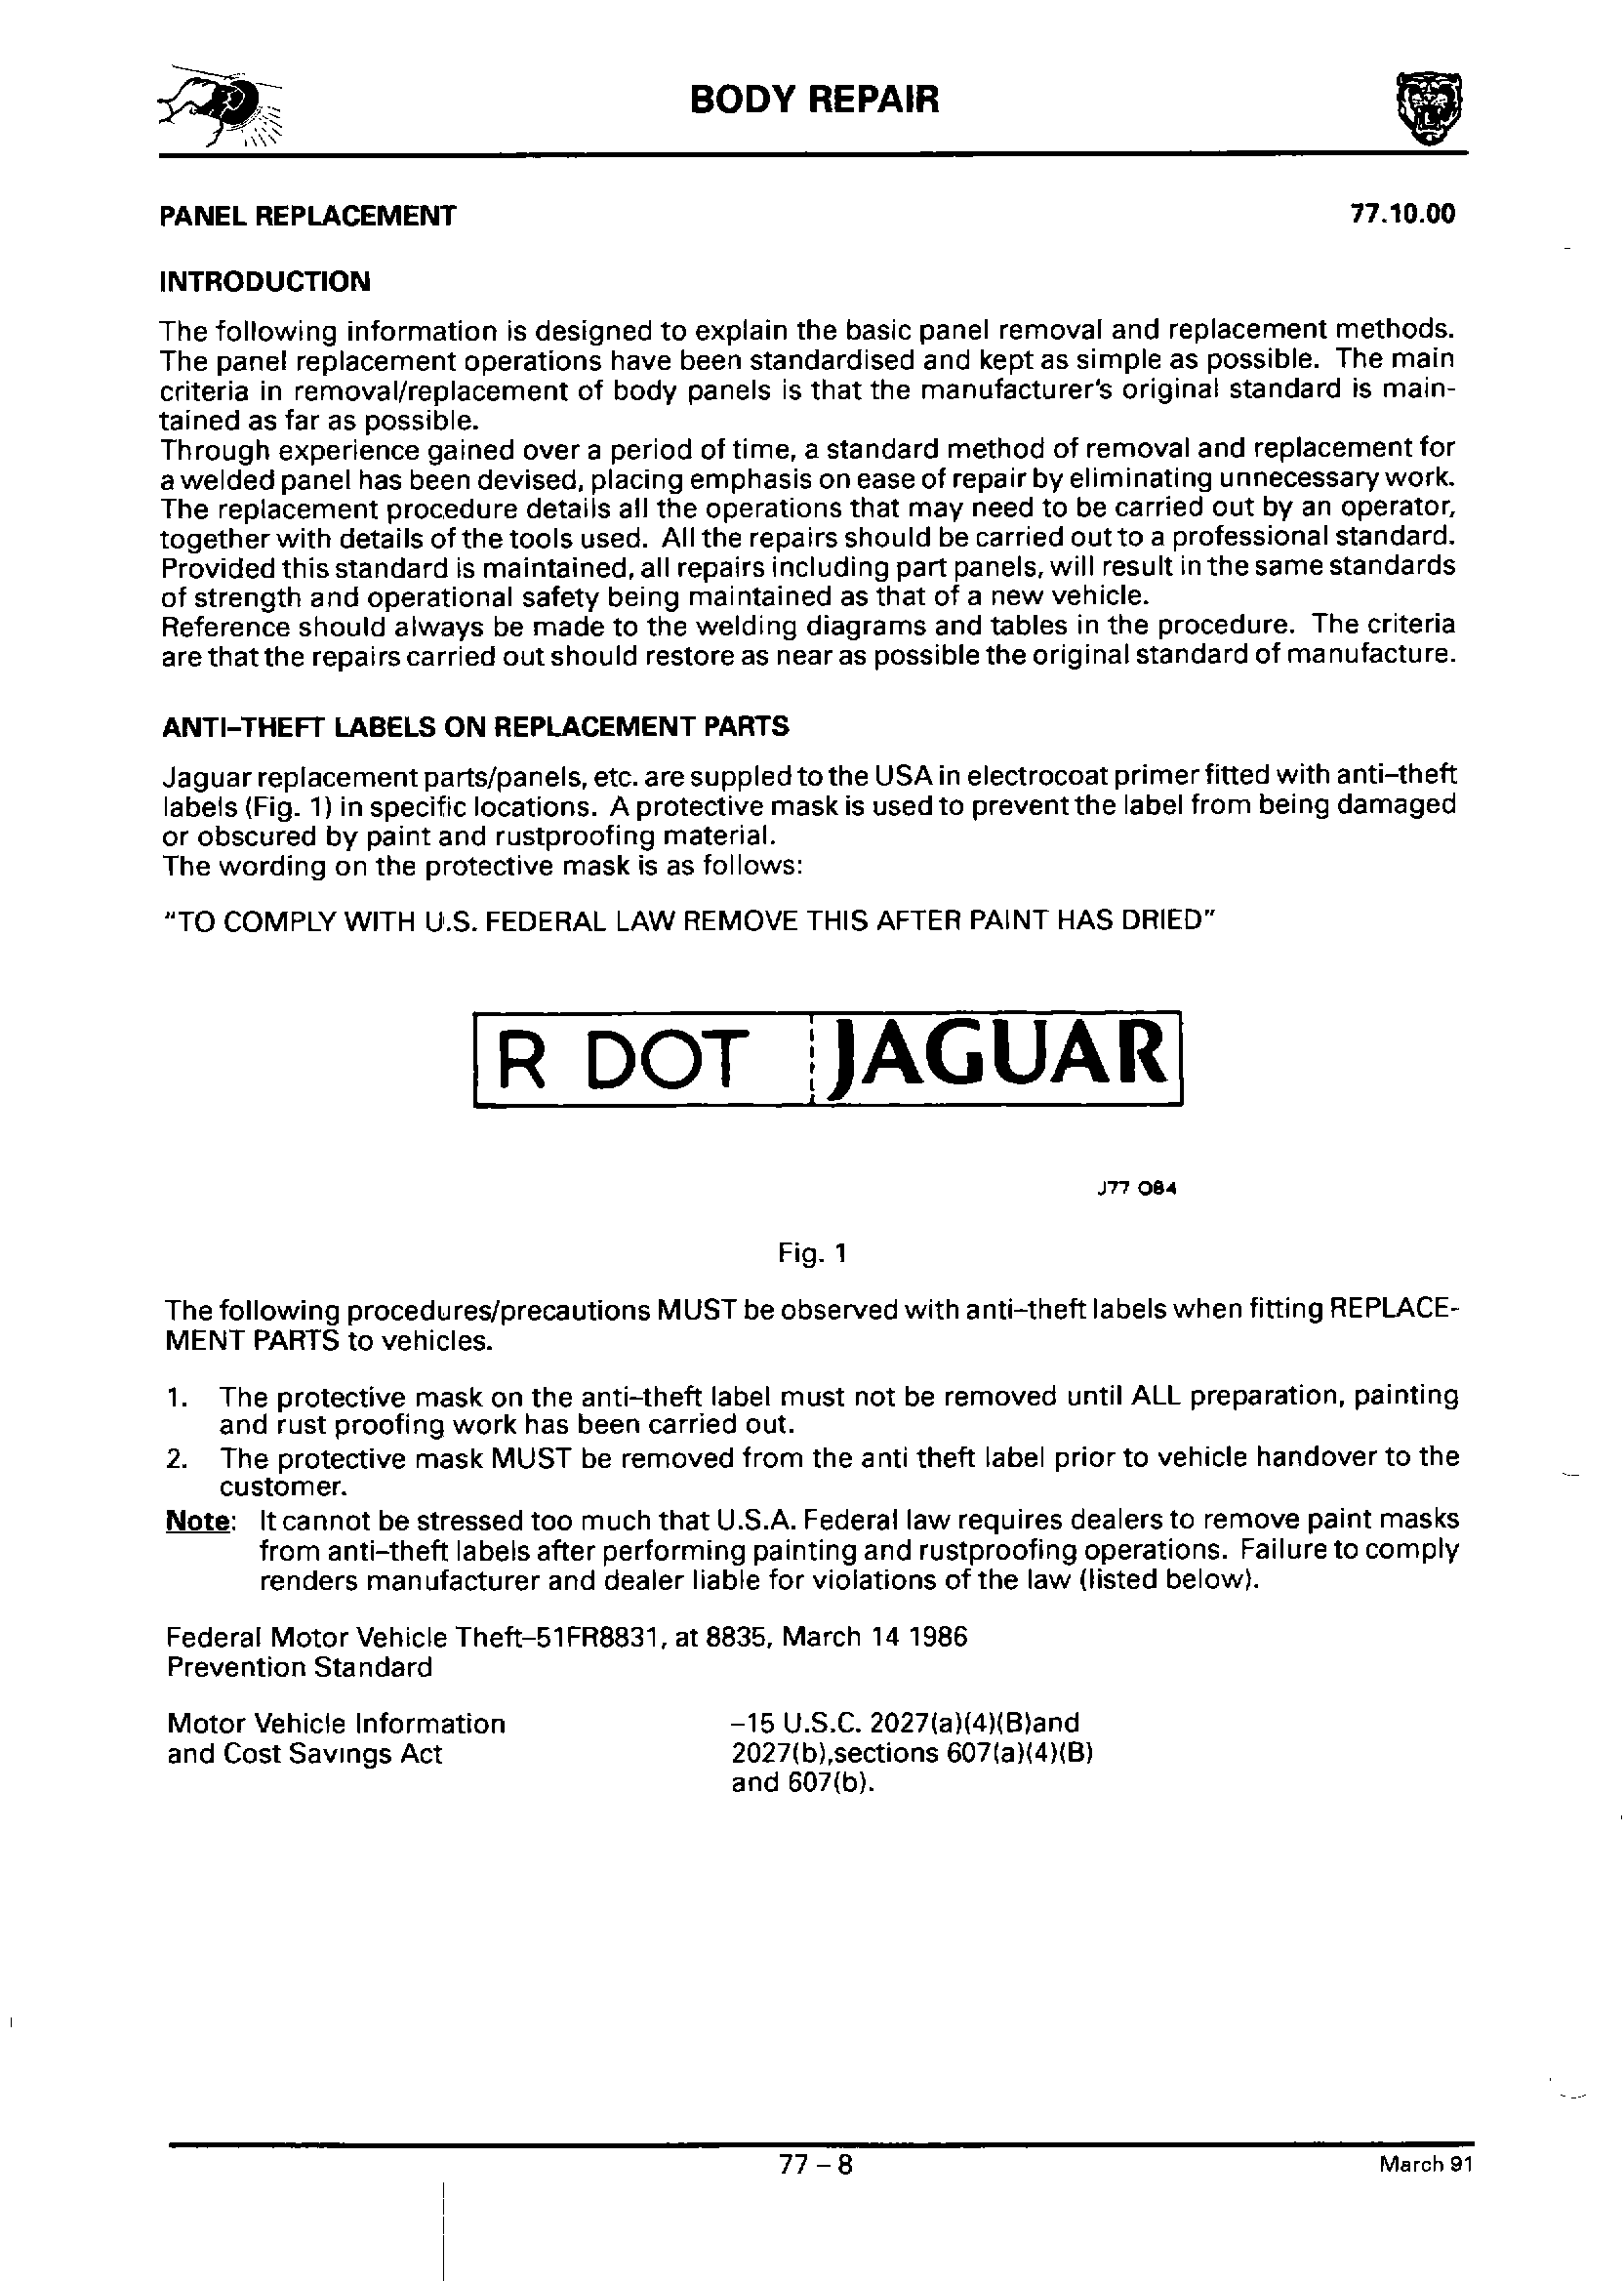 BODY REPAIR
PANEL REPLACEMENT 77.10.00
INTRODUCTION
The following information is designed to explain the basic panel removal and replacement methods.
The panel replacement operations have been standardised and kept as simple as possible. The main
criteria in removal/replacement of body panels is that the manufacturer's original standard is main-
tained as far as possible.
Through experience gained over a period of time, a standard method of removal and replacement for
a welded panel has been devised, placing emphasis on ease of repair by eliminating unnecessary work.
The replacement procedure details all the operations that may need to be carried out by an operator,
together with details of the tools used. All the repairs should be carried out to a professional standard.
Provided this standard is maintained, all repairs including part panels, will result in the same standards
of strength and operational safety being maintained as that of a new vehicle.
Reference should always be made to the welding diagrams and tables in the procedure. The criteria
are that the repairs carried out should restore as near as possible the original standard of manufacture.
ANTI-THEFT LABELS ON REPLACEMENT PARTS
Jaguar replacement parts/panels, etc. are suppled to the USA in electrocoat primer fitted with anti-theft
labels (Fig. 1) in specific locations. A protective mask is used to prevent the label from being damaged
or obscured by paint and rustproofing material.
The wording on the protective mask is as follows:
"TO COMPLY WITH U.S. FEDERAL LAW REMOVE THIS AFTER PAINT HAS DRIED"
R DOT JAGUAR
J77 084
Fig. 1
The following procedures/precautions MUST be observed with anti-theft labels when fitting REPLACE-
MENT PARTS to vehicles.
1. The protective mask on the anti-theft label must not be removed until ALL preparation, painting
and rust proofing work has been carried out.
2. The protective mask MUST be removed from the anti theft label prior to vehicle handover to the
customer.
Note: It cannot be stressed too much that U.S.A. Federal law requires dealers to remove paint masks
from anti-theft labels after performing painting and rustproofing operations. Failure to comply
renders manufacturer and dealer liable for violations of the law (listed below).
Federal Motor Vehicle Theft-51FR8831, at 8835, March 14 1986
Prevention Standard
Motor Vehicle Information -15 U.S.C. 2027(a)(4)(B)and
and Cost Savings Act 2027(b),sections 607(a)(4)(B)
and 607(b).
77 - 8 March 91